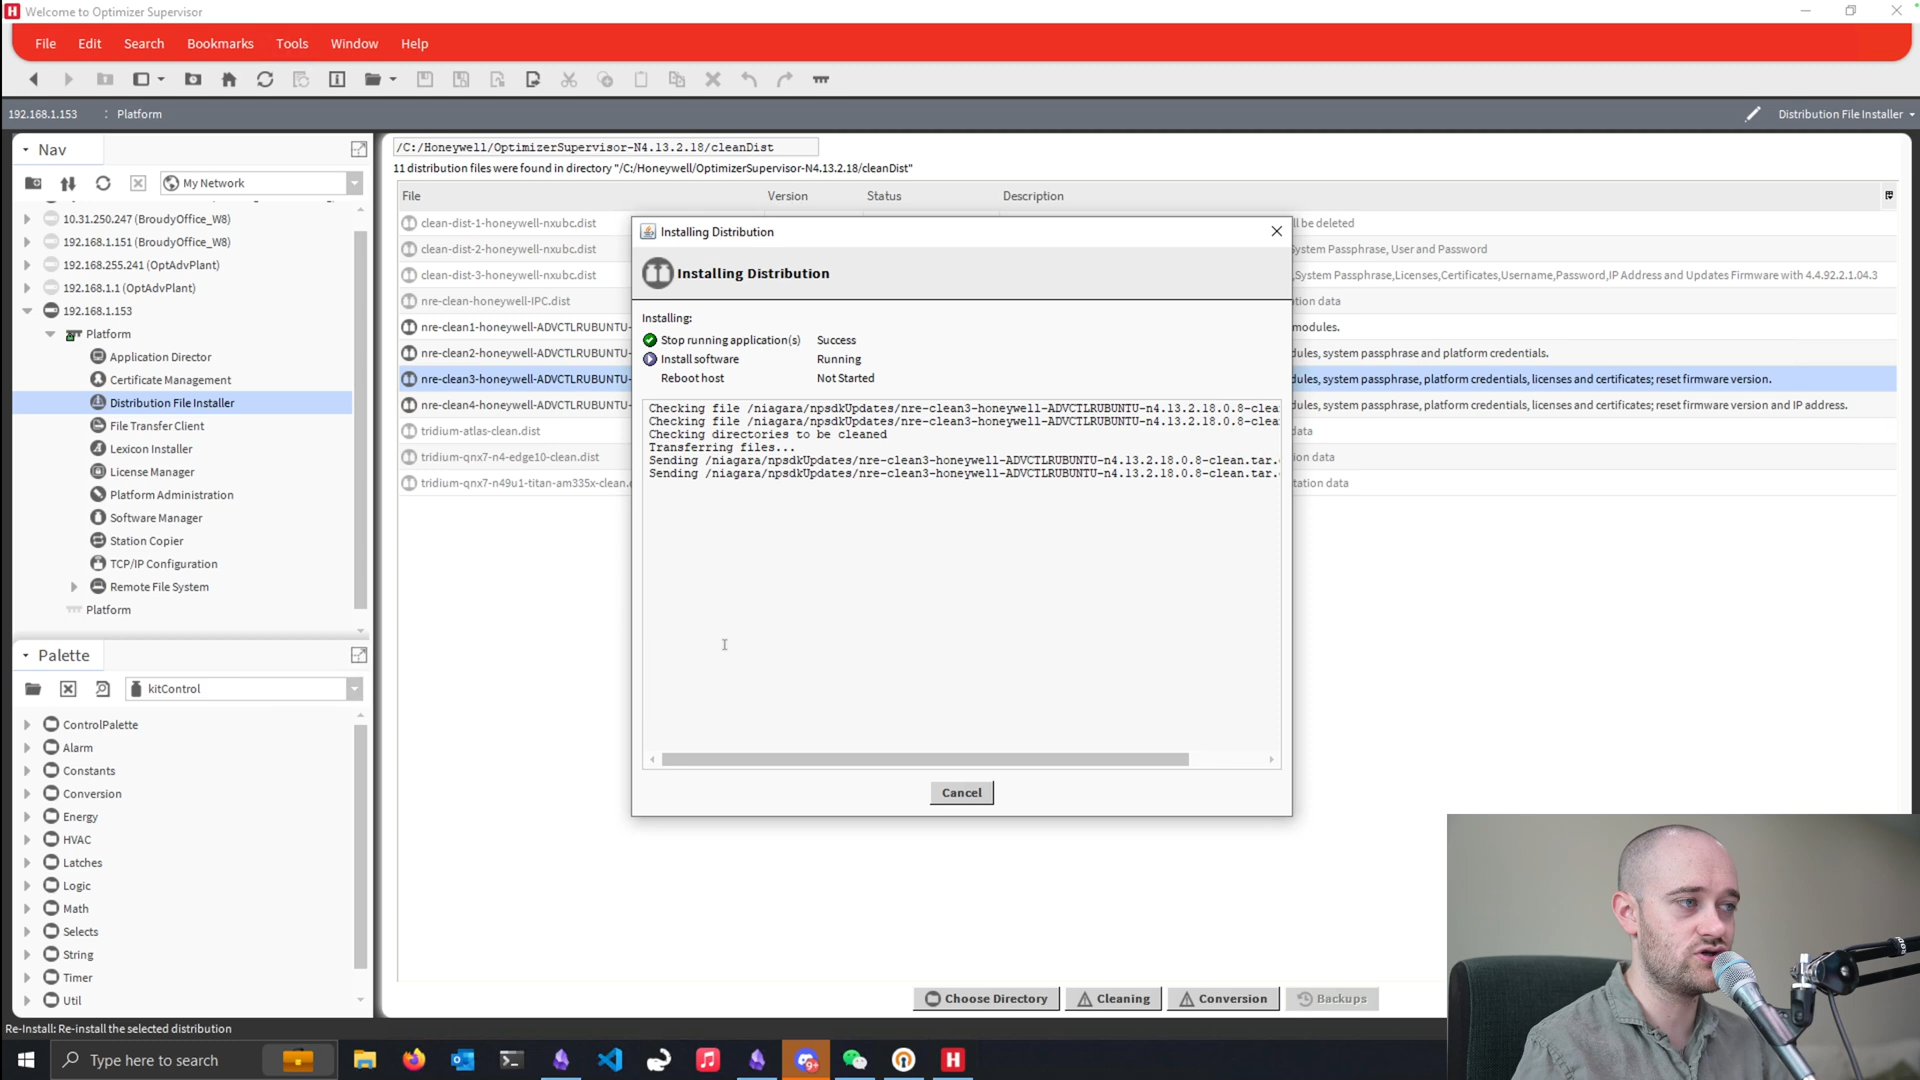 Welcome to Optimizer Supervisor
File Edit Search Bookmarks Tools Window Help
192.168.1.153 : Platform
Distribution File Installer
Nav
My Network
10.31.250.247 (BroudyOffice_W8)
192.168.1.151 (BroudyOffice_W8)
192.168.255.241 (OptAdvPlant)
192.168.1.1 (OptAdvPlant)
192.168.1.153
Platform
Application Director
Certificate Management
Distribution File Installer
File Transfer Client
Lexicon Installer
License Manager
Platform Administration
Software Manager
Station Copier
TCP/IP Configuration
Remote File System
Platform
Palette
kitControl
ControlPalette
Alarm
Constants
Conversion
Energy
HVAC
Latches
Logic
Math
Selects
String
Timer
Util
/C:/Honeywell/OptimizerSupervisor-N4.13.2.18/cleanDist
11 distribution files were found in directory "/C:/Honeywell/OptimizerSupervisor-N4.13.2.18/cleanDist"
File Version Status Description
clean-dist-1-honeywell-nxubc.dist ll be deleted
clean-dist-2-honeywell-nxubc.dist System Passphrase, User and Password
clean-dist-3-honeywell-nxubc.dist ,System Passphrase,Licenses,Certificates,Username,Password,IP Address and Updates Firmware with 4.4.92.2.1.04.3
nre-clean-honeywell-IPC.dist tion data
nre-clean1-honeywell-ADVCTLRUBUNTU- modules.
nre-clean2-honeywell-ADVCTLRUBUNTU- dules, system passphrase and platform credentials.
nre-clean3-honeywell-ADVCTLRUBUNTU- dules, system passphrase, platform credentials, licenses and certificates; reset firmware version.
nre-clean4-honeywell-ADVCTLRUBUNTU- dules, system passphrase, platform credentials, licenses and certificates; reset firmware version and IP address.
tridium-atlas-clean.dist data
tridium-qnx7-n4-edge10-clean.dist ion data
tridium-qnx7-n49u1-titan-am335x-clean. tation data
Installing Distribution
Installing Distribution
Installing:
Stop running application(s) Success
Install software Running
Reboot host Not Started
Checking file /niagara/npsdkUpdates/nre-clean3-honeywell-ADVCTLRUBUNTU-n4.13.2.18.0.8-clea
Checking file /niagara/npsdkUpdates/nre-clean3-honeywell-ADVCTLRUBUNTU-n4.13.2.18.0.8-clea
Checking directories to be cleaned
Transferring files...
Sending /niagara/npsdkUpdates/nre-clean3-honeywell-ADVCTLRUBUNTU-n4.13.2.18.0.8-clean.tar.
Sending /niagara/npsdkUpdates/nre-clean3-honeywell-ADVCTLRUBUNTU-n4.13.2.18.0.8-clean.tar.
Cancel
Choose Directory Cleaning Conversion Backups
Re-Install: Re-install the selected distribution
Type here to search